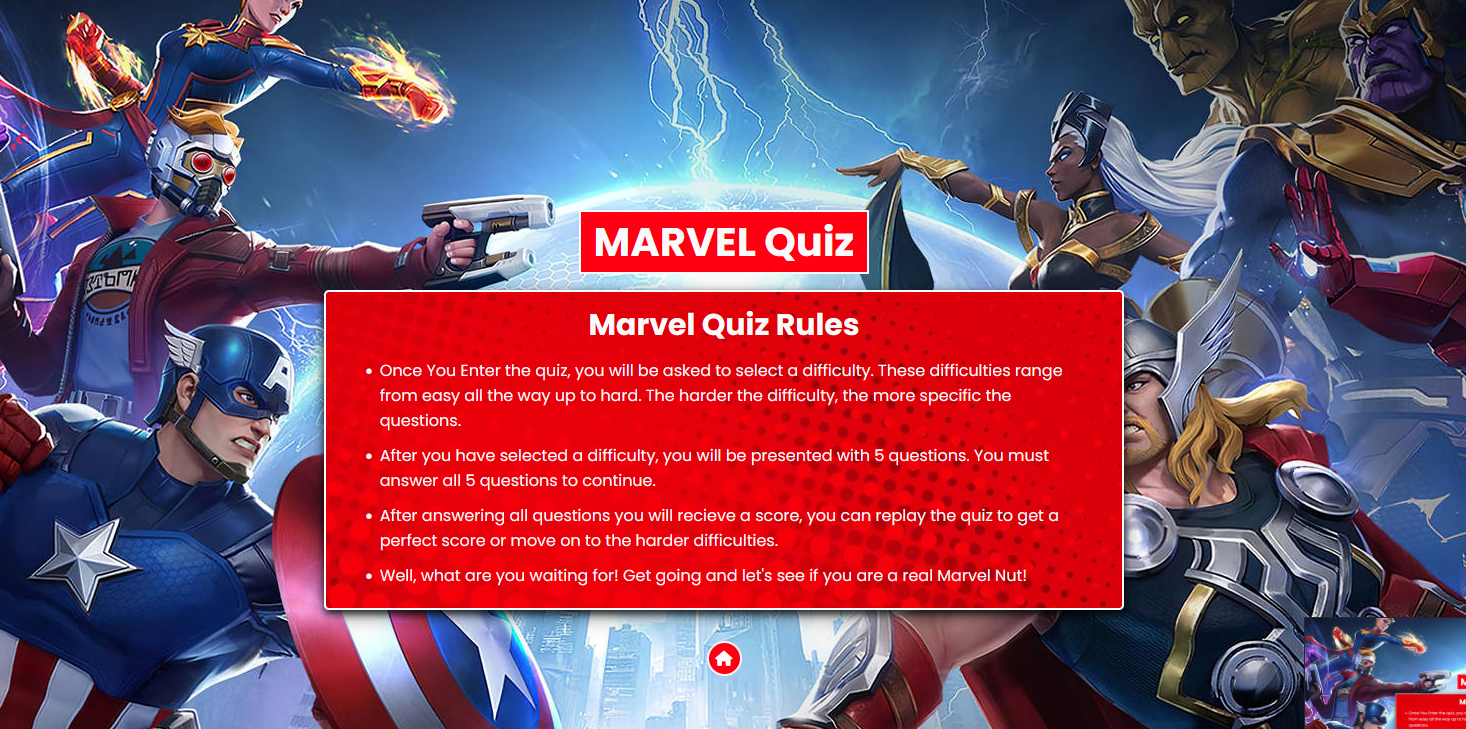 MARVEL Quiz
Marvel Quiz Rules
• Once You Enter the quiz, you will be asked to select a difficulty. These difficulties range
from easy all the way up to hard. The harder the difficulty, the more specific the
questions.
• After you have selected a difficulty, you will be presented with 5 questions. You must
answer all 5 questions to continue.
• After answering all questions you will recieve a score, you can replay the quiz to get a
perfect score or move on to the harder difficulties.
• Well, what are you waiting for! Get going and let's see if you are a real Marvel Nut!
A